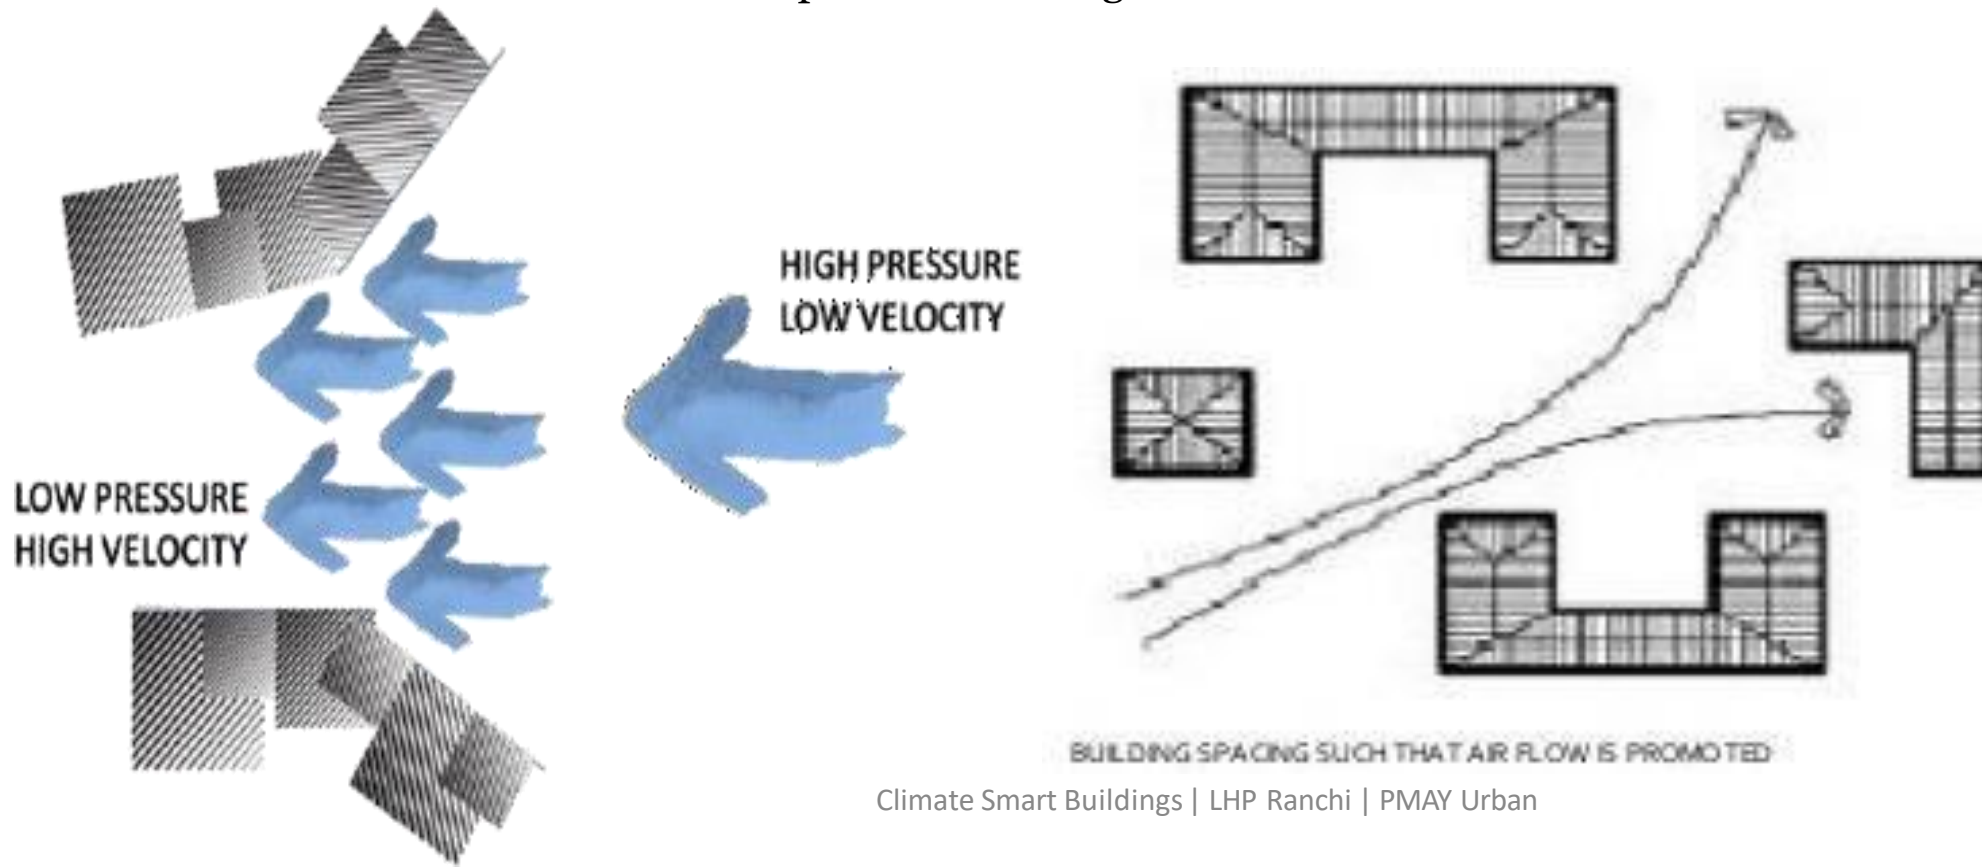 HIGH PRESSURE
LOW VELOCITY
LOW PRESSURE
HIGH VELOCITY
BUILDING SPACING SUCH THAT AIR FLOW IS PROMOTED
Climate Smart Buildings | LHP Ranchi | PMAY Urban